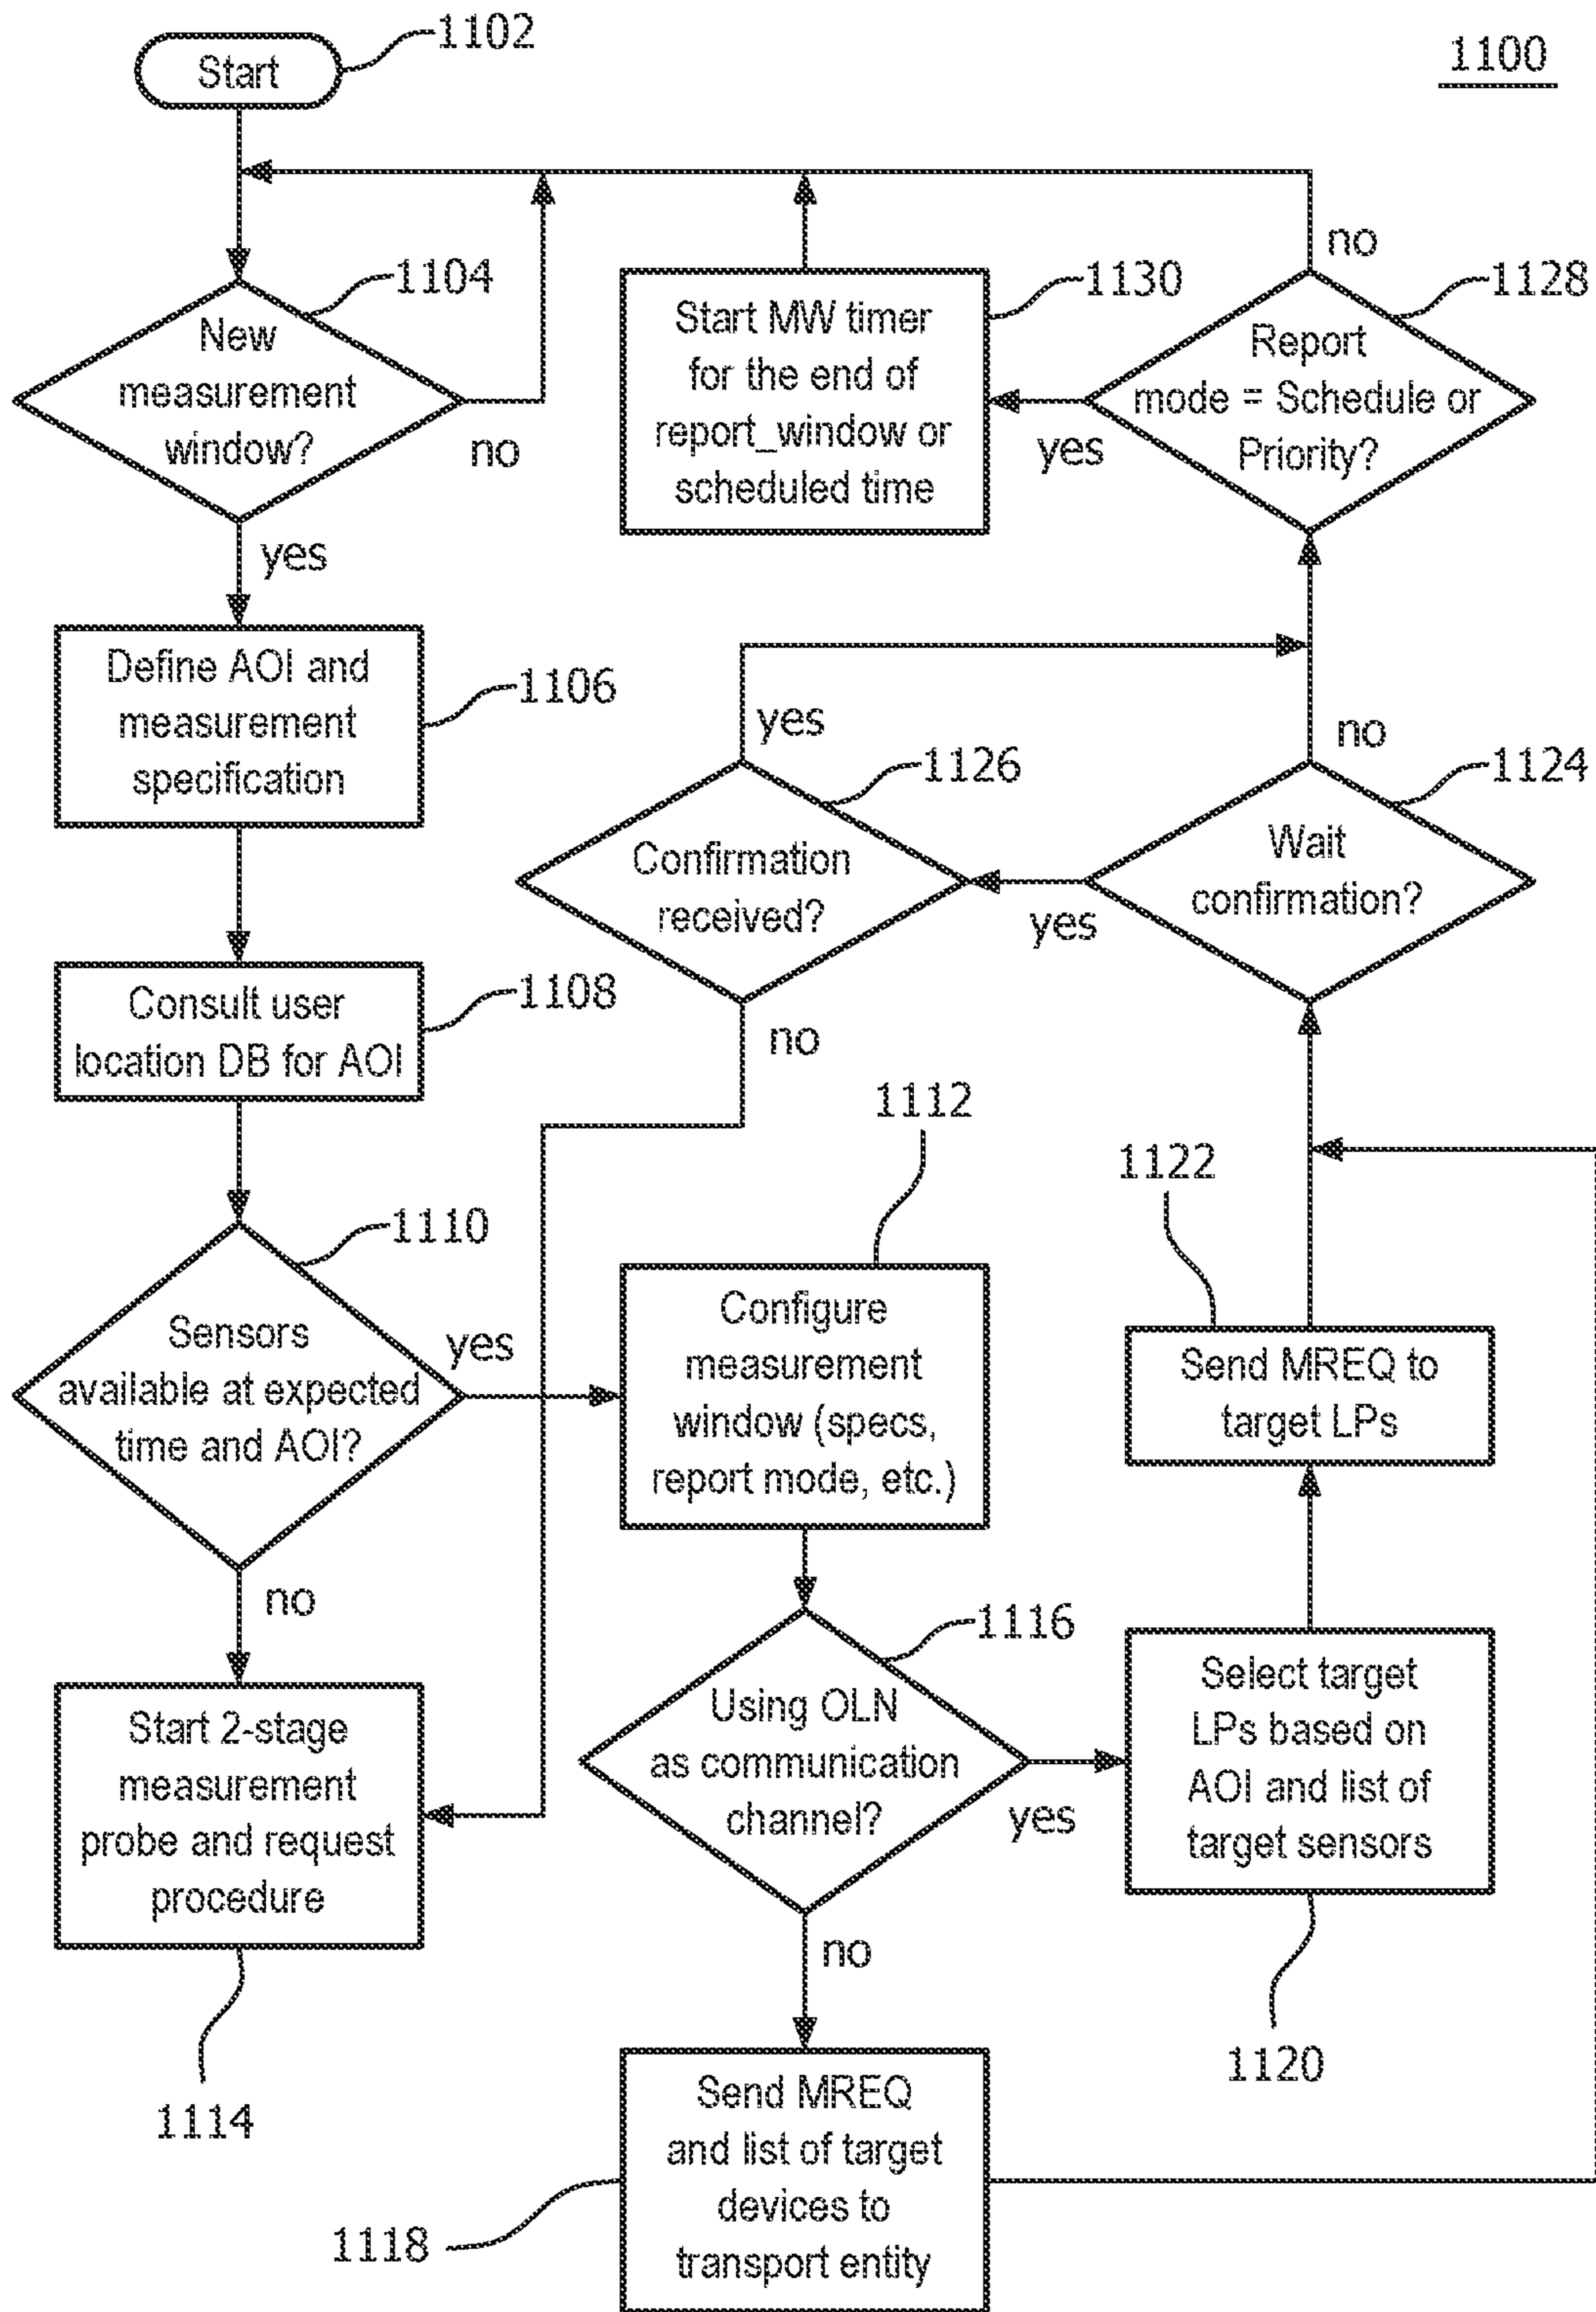 1102
Start
1100
no
1104
1130
1128
New
measurement
window?
no
Start MW timer
for the end of
report_window or
scheduled time
yes
Report
mode = Schedule or
Priority?
yes
Define AOI and
measurement
specification
1106
yes
no
1126
1124
Confirmation
received?
yes
Wait
confirmation?
Consult user
location DB for AOI
1108
no
1112
1122
1110
Sensors
available at expected
time and AOI?
yes
Configure
measurement
window (specs,
report mode, etc.)
Send MREQ to
target LPs
no
1116
Start 2-stage
measurement
probe and request
procedure
Using OLN
as communication
channel?
yes
Select target
LPs based on
AOI and list of
target sensors
no
1120
1114
Send MREQ
and list of target
devices to
transport entity
1118